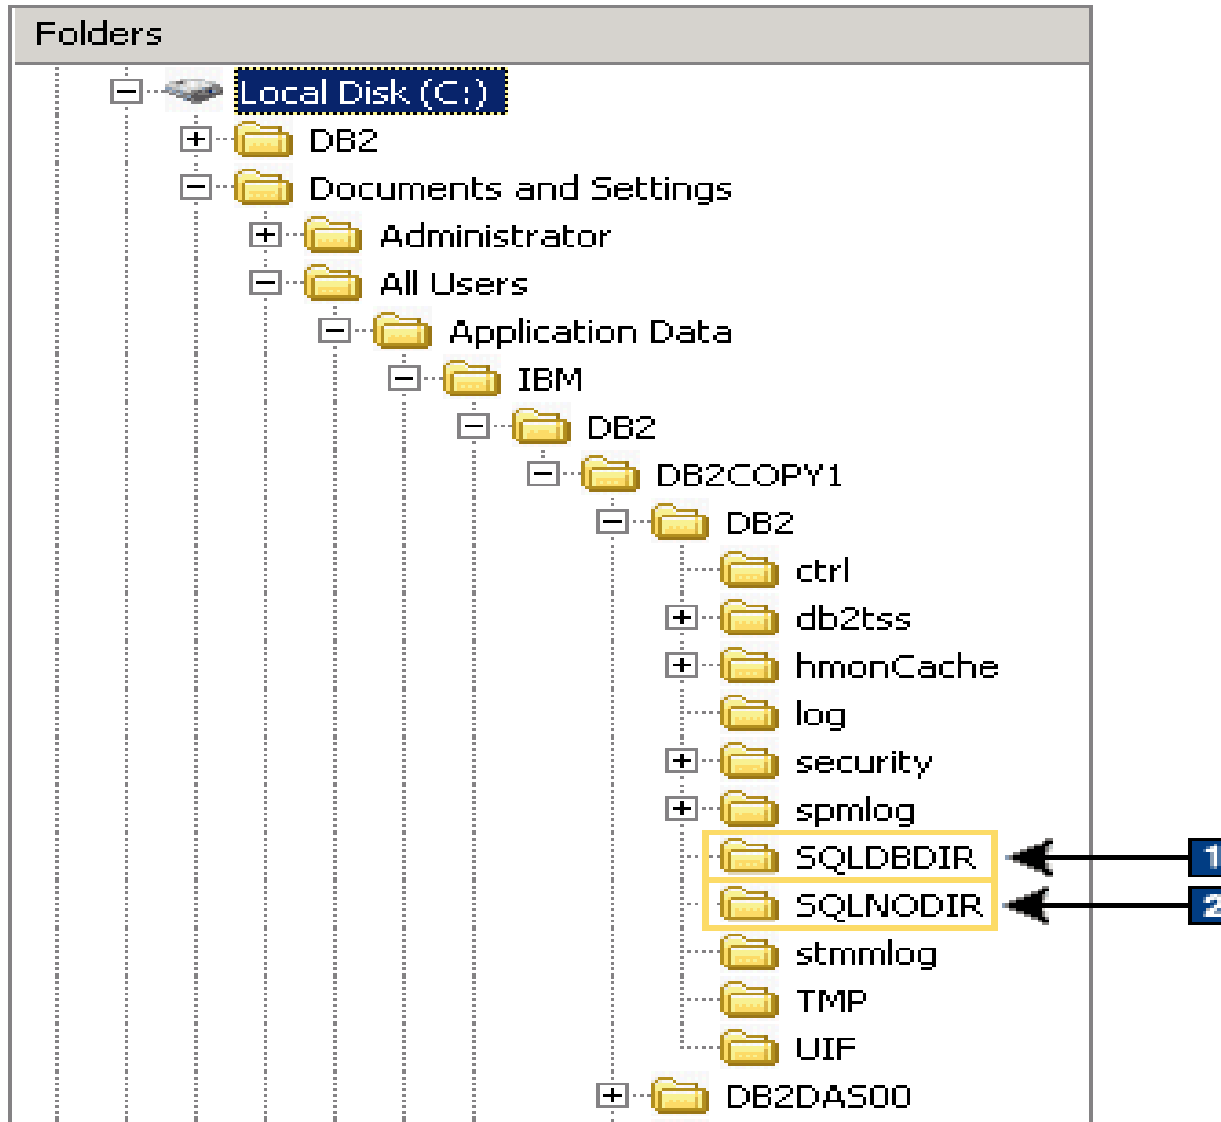 Folders
Local Disk (C:)
DB2
Documents and Settings
Administrator
All Users
Application Data
IBM
DB2
DB2COPY1
DB2
ctrl
db2tss
hmonCache
log
security
spmlog
SQLDBDIR 1
SQLNODIR 2
stmmlog
TMP
UIF
DB2DAS00